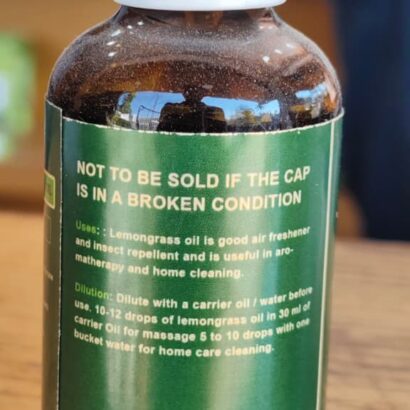 NOT TO BE SOLD IF THE CAP
IS IN A BROKEN CONDITION
Uses: : Lemongrass oil is good air freshener
and insect repellent and is useful in aro-
matherapy and home cleaning.
Dilution: Dilute with a carrier oil / water before
use. 10-12 drops of lemongrass oil in 30 ml of
carrier Oil for massage 5 to 10 drops with one
bucket water for home care cleaning.